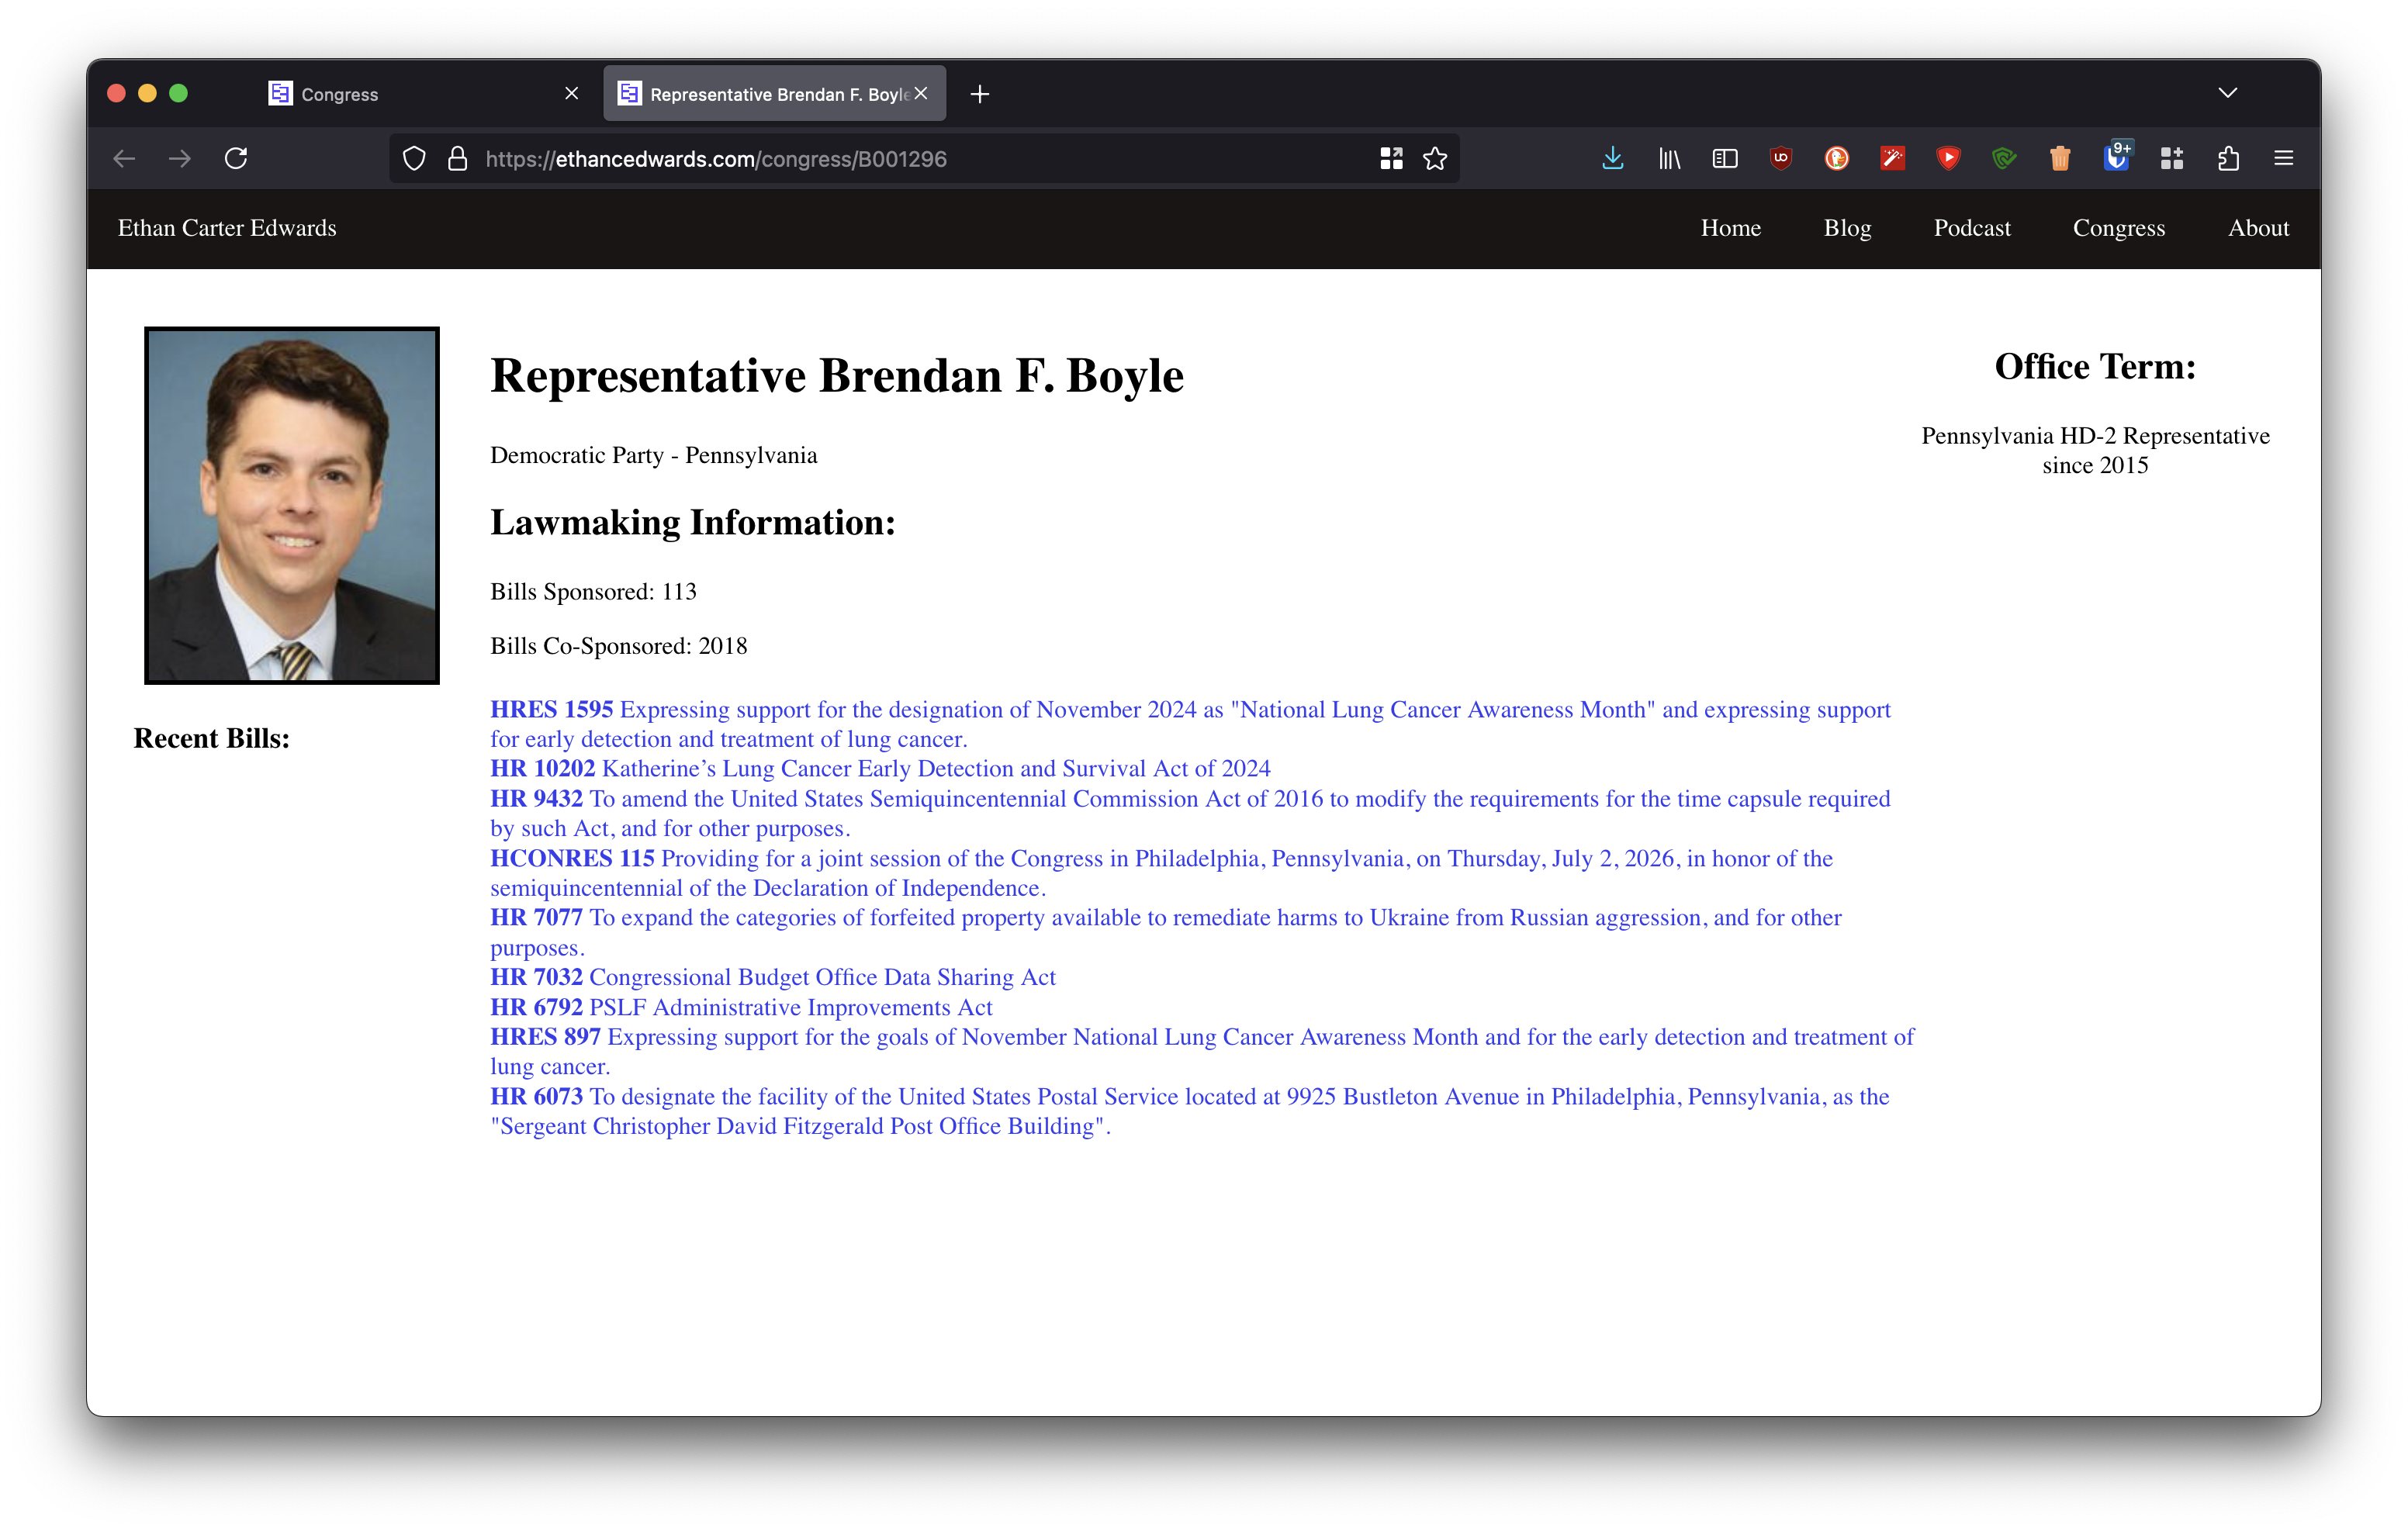 Congress
Representative Brendan F. Boyle
https://ethancedwards.com/congress/B001296
9+
Ethan Carter Edwards
Home
Blog
Podcast
Congress
About
Representative Brendan F. Boyle
Democratic Party - Pennsylvania
Lawmaking Information:
Bills Sponsored: 113
Bills Co-Sponsored: 2018
Office Term:
Pennsylvania HD-2 Representative
since 2015
Recent Bills:
HRES 1595 Expressing support for the designation of November 2024 as "National Lung Cancer Awareness Month" and expressing support
for early detection and treatment of lung cancer.
HR 10202 Katherine’s Lung Cancer Early Detection and Survival Act of 2024
HR 9432 To amend the United States Semiquincentennial Commission Act of 2016 to modify the requirements for the time capsule required
by such Act, and for other purposes.
HCONRES 115 Providing for a joint session of the Congress in Philadelphia, Pennsylvania, on Thursday, July 2, 2026, in honor of the
semiquincentennial of the Declaration of Independence.
HR 7077 To expand the categories of forfeited property available to remediate harms to Ukraine from Russian aggression, and for other
purposes.
HR 7032 Congressional Budget Office Data Sharing Act
HR 6792 PSLF Administrative Improvements Act
HRES 897 Expressing support for the goals of November National Lung Cancer Awareness Month and for the early detection and treatment of
lung cancer.
HR 6073 To designate the facility of the United States Postal Service located at 9925 Bustleton Avenue in Philadelphia, Pennsylvania, as the
"Sergeant Christopher David Fitzgerald Post Office Building".